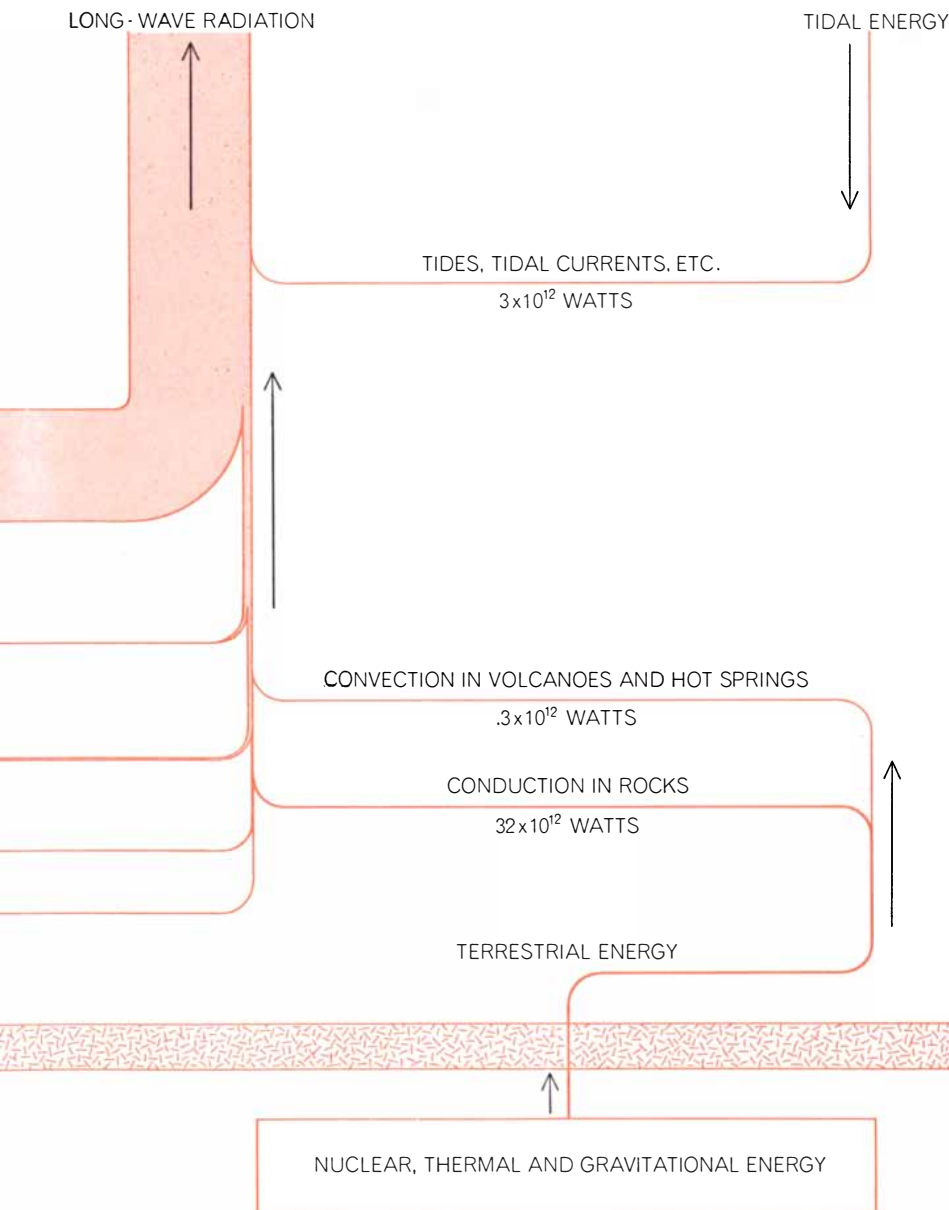 LONG-WAVE RADIATION
TIDAL ENERGY
TIDES, TIDAL CURRENTS, ETC.
3x10¹² WATTS
CONVECTION IN VOLCANOES AND HOT SPRINGS
.3x10¹² WATTS
CONDUCTION IN ROCKS
32x10¹² WATTS
TERRESTRIAL ENERGY
NUCLEAR, THERMAL AND GRAVITATIONAL ENERGY